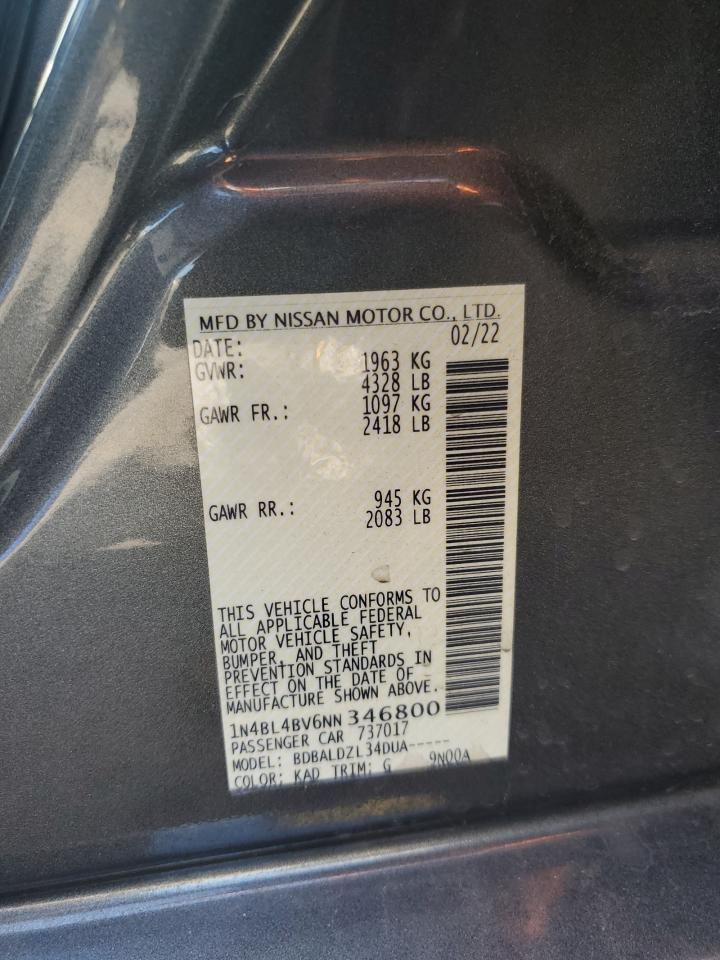 MFD BY NISSAN MOTOR CO., LTD.
DATE: 02/22
GVWR: 1963 KG
4328 LB
GAWR FR.: 1097 KG
2418 LB
GAWR RR.: 945 KG
2083 LB
THIS VEHICLE CONFORMS TO
ALL APPLICABLE FEDERAL
MOTOR VEHICLE SAFETY,
BUMPER, AND THEFT
PREVENTION STANDARDS IN
EFFECT ON THE DATE OF
MANUFACTURE SHOWN ABOVE.
1N4BL4BV6NN346800
PASSENGER CAR 737017
MODEL: BDBALDZL34DUA-----
COLOR: KAD TRIM: G 9N00A